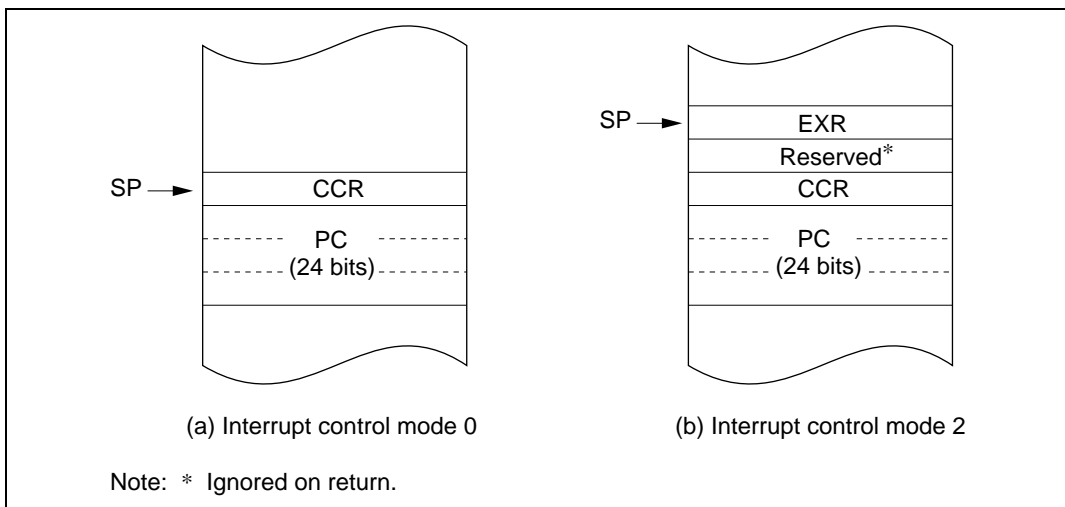 SP
CCR
PC
(24 bits)
(a) Interrupt control mode 0
SP
EXR
Reserved*
CCR
PC
(24 bits)
(b) Interrupt control mode 2
Note: * Ignored on return.